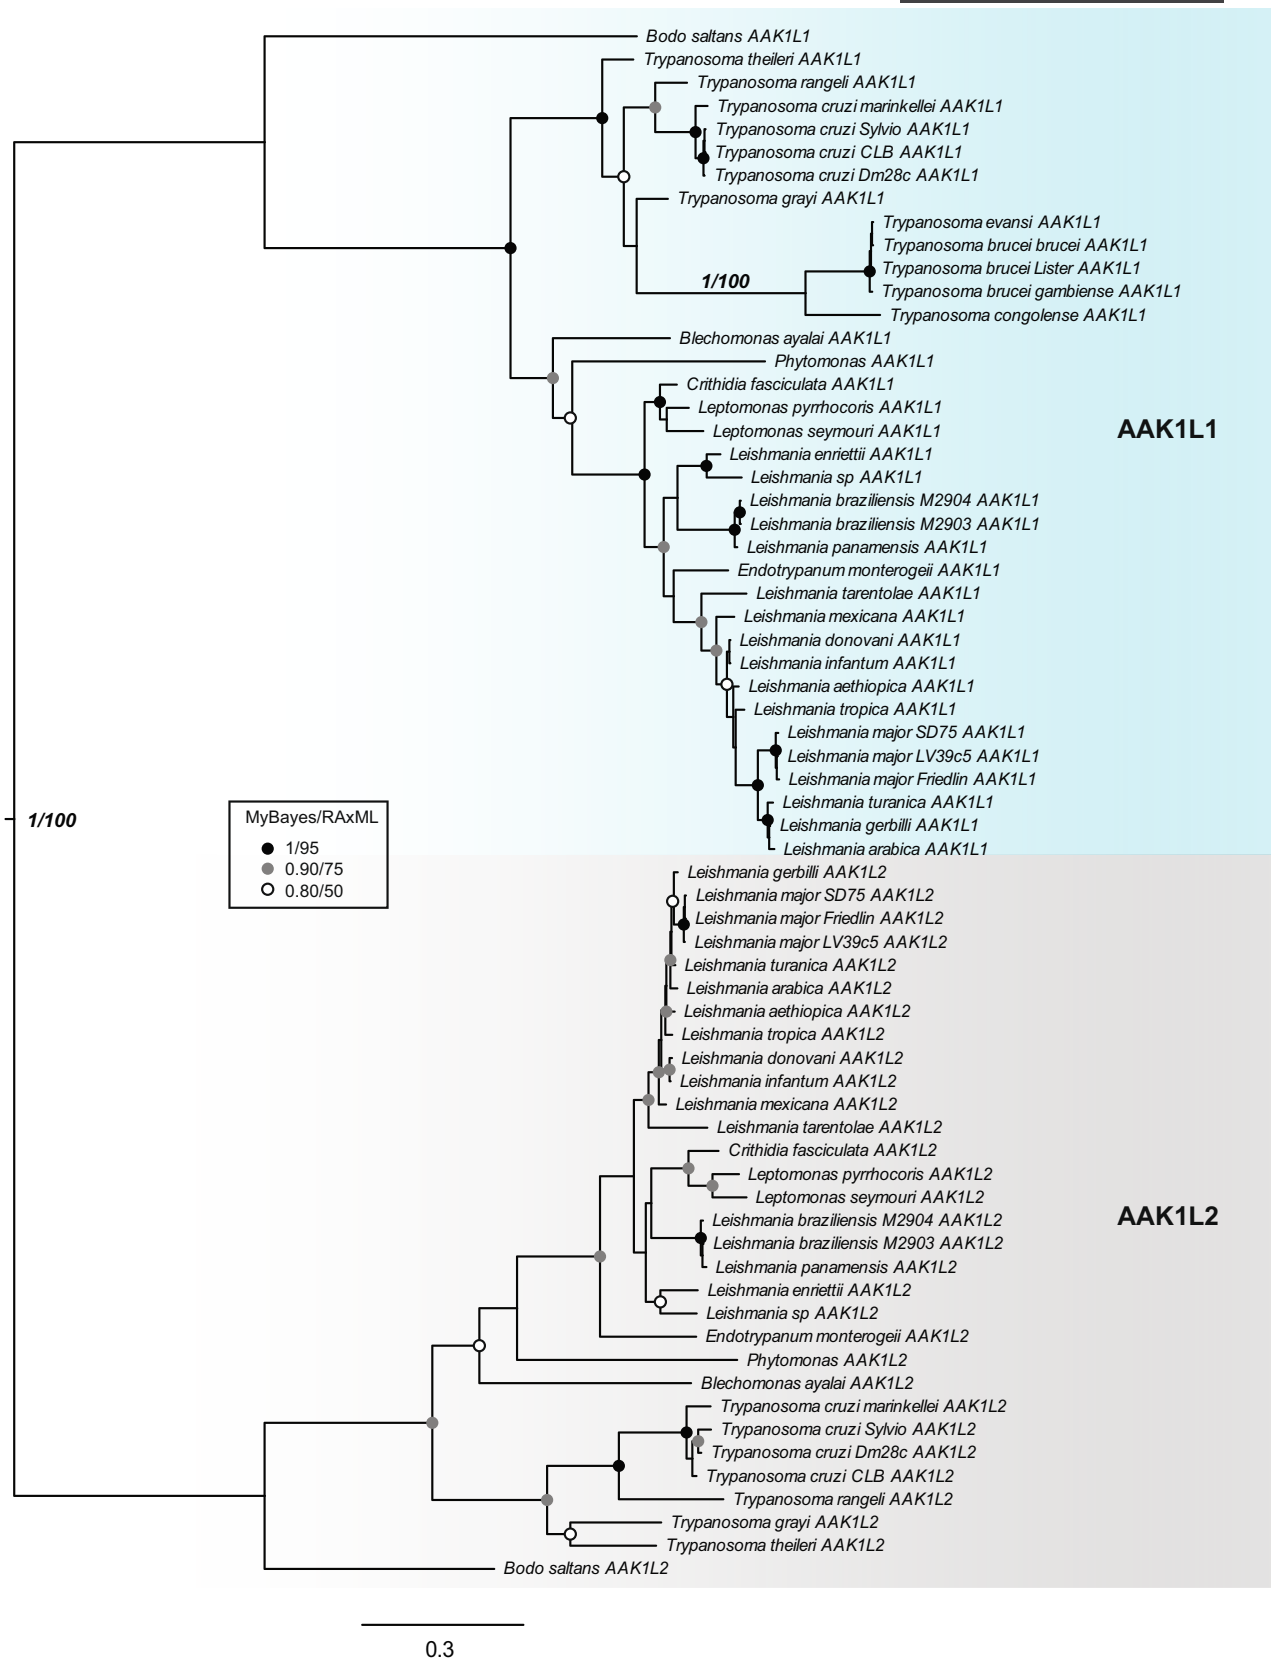 Bodo saltans AAK1L1
Trypanosoma theileri AAK1L1
Trypanosoma rangeli AAK1L1
Trypanosoma cruzi marinkellei AAK1L1
Trypanosoma cruzi Sylvio AAK1L1
Trypanosoma cruzi CLB AAK1L1
Trypanosoma cruzi Dm28c AAK1L1
Trypanosoma grayi AAK1L1
Trypanosoma evansi AAK1L1
Trypanosoma brucei brucei AAK1L1
Trypanosoma brucei Lister AAK1L1
1/100
Trypanosoma brucei gambiense AAK1L1
Trypanosoma congolense AAK1L1
Blechomonas ayalai AAK1L1
Phytomonas AAK1L1
Crithidia fasciculata AAK1L1
Leptomonas pyrrhocoris AAK1L1
AAK1L1
Leptomonas seymouri AAK1L1
Leishmania enriettii AAK1L1
Leishmania sp AAK1L1
Leishmania braziliensis M2904 AAK1L1
Leishmania braziliensis M2903 AAK1L1
Leishmania panamensis AAK1L1
Endotrypanum monterogeii AAK1L1
Leishmania tarentolae AAK1L1
Leishmania mexicana AAK1L1
Leishmania donovani AAK1L1
Leishmania infantum AAK1L1
Leishmania aethiopica AAK1L1
Leishmania tropica AAK1L1
Leishmania major SD75 AAK1L1
Leishmania major LV39c5 AAK1L1
Leishmania major Friedlin AAK1L1
Leishmania turanica AAK1L1
Leishmania gerbilli AAK1L1
Leishmania arabica AAK1L1
1/100
MyBayes/RAxML
1/95
0.90/75
0.80/50
Leishmania gerbilli AAK1L2
Leishmania major SD75 AAK1L2
Leishmania major Friedlin AAK1L2
Leishmania major LV39c5 AAK1L2
Leishmania turanica AAK1L2
Leishmania arabica AAK1L2
Leishmania aethiopica AAK1L2
Leishmania tropica AAK1L2
Leishmania donovani AAK1L2
Leishmania infantum AAK1L2
Leishmania mexicana AAK1L2
Leishmania tarentolae AAK1L2
Crithidia fasciculata AAK1L2
Leptomonas pyrrhocoris AAK1L2
Leptomonas seymouri AAK1L2
AAK1L2
Leishmania braziliensis M2904 AAK1L2
Leishmania braziliensis M2903 AAK1L2
Leishmania panamensis AAK1L2
Leishmania enriettii AAK1L2
Leishmania sp AAK1L2
Endotrypanum monterogeii AAK1L2
Phytomonas AAK1L2
Blechomonas ayalai AAK1L2
Trypanosoma cruzi marinkellei AAK1L2
Trypanosoma cruzi Sylvio AAK1L2
Trypanosoma cruzi Dm28c AAK1L2
Trypanosoma cruzi CLB AAK1L2
Trypanosoma rangeli AAK1L2
Trypanosoma grayi AAK1L2
Trypanosoma theileri AAK1L2
Bodo saltans AAK1L2
0.3